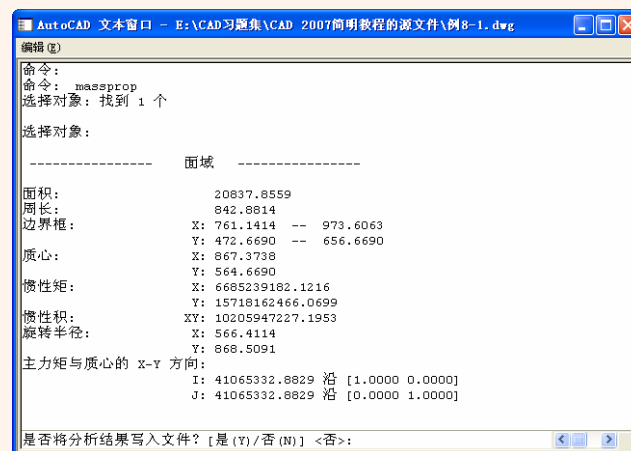 AutoCAD 文本窗口 - E:\CAD习题集\CAD 2007简明教程的源文件\例8-1.dwg
编辑(E)
命令:
命令: _massprop
选择对象: 找到 1 个
选择对象:
---------------- 面域 ----------------
面积: 20837.8559
周长: 842.8814
边界框: X: 761.1414 -- 973.6063
Y: 472.6690 -- 656.6690
质心: X: 867.3738
Y: 564.6690
惯性矩: X: 6685239182.1216
Y: 15718162466.0699
惯性积: XY: 10205947227.1953
旋转半径: X: 566.4114
Y: 868.5091
主力矩与质心的 X-Y 方向:
I: 41065332.8829 沿 [1.0000 0.0000]
J: 41065332.8829 沿 [0.0000 1.0000]
是否将分析结果写入文件? [是(Y)/否(N)] <否>: